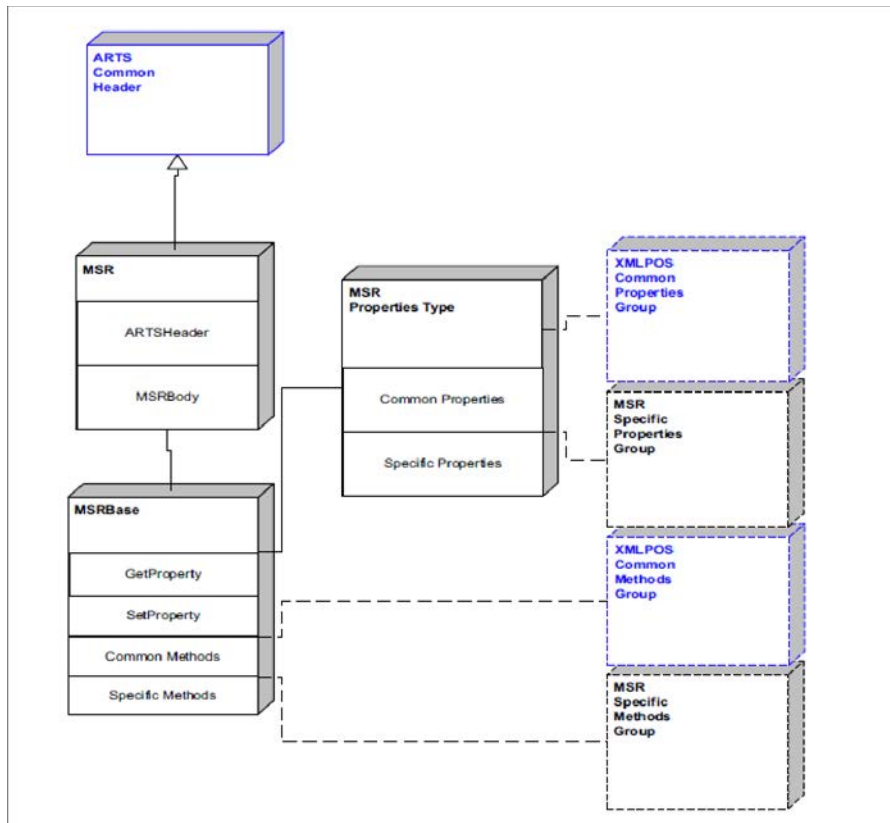 ARTS
Common
Header
MSR
ARTSHeader
MSRBody
MSRBase
GetProperty
SetProperty
Common Methods
Specific Methods
MSR
Properties Type
Common Properties
Specific Properties
XMLPOS
Common
Properties
Group
MSR
Specific
Properties
Group
XMLPOS
Common
Methods
Group
MSR
Specific
Methods
Group